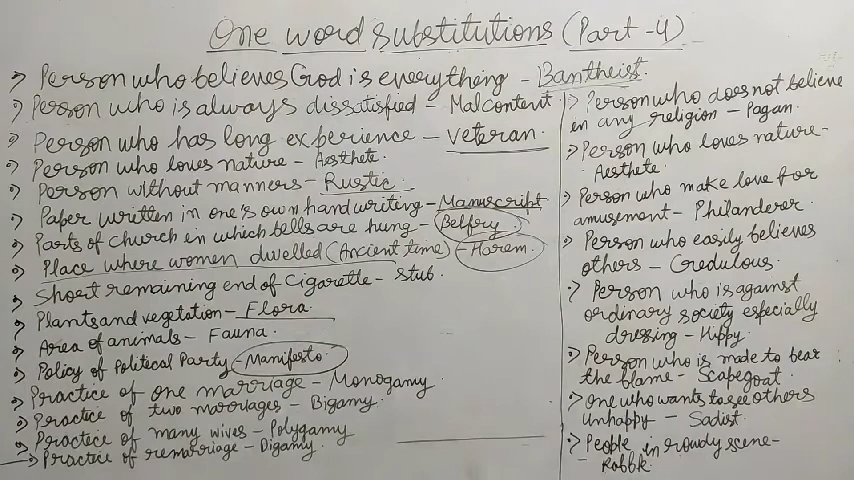 One word substitutions (Part-4)
Person who believes God is everything - Bantheist.
Person who is always dissatisfied - Malcontent
Person who has long experience - veteran.
Person who loves nature - Aesthete.
Person without manners - Rustic.
Paper written in one's own handwriting - Manuscript
Parts of church in which tells are hung - Belfry.
Place where women dwelled (Ancient time) - Harem.
Short remaining end of Cigarette - Stub.
Plants and vegetation - Flora.
Area of animals - Fauna.
Policy of Political Party - Manifesto.
Practice of one marriage - Monogamy.
Practice of two marriages - Bigamy.
Practice of many wives - Polygamy
Practice of remarriage - Digamy.
Person who does not believe
in any religion - Pagan.
Person who loves nature -
Aesthete.
Person who make love for
amusement - Philanderer.
Person who easily believes
others - Credulous.
Person who is against
ordinary society especially
dressing - Hippy.
Person who is made to bear
the blame - Scapegoat.
One who wants to see others
unhappy - Sadist.
People in rowdy scene -
- Rabble.